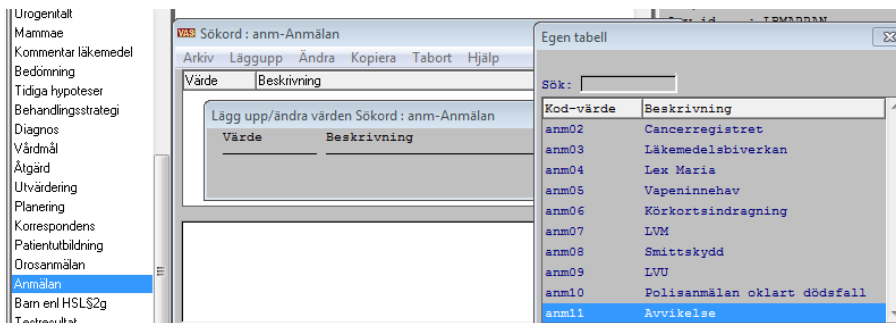 Urogenitalt
Mammae
Kommentar läkemedel
Bedömning
Tidiga hypoteser
Behandlingsstrategi
Diagnos
Vårdmål
Åtgärd
Utvärdering
Planering
Korrespondens
Patientutbildning
Orosanmälan
Anmälan
Barn enl HSL§2g
Testresultat
VAS Sökord : anm-Anmälan
Arkiv Läggupp Ändra Kopiera Tabort Hjälp
Värde Beskrivning
Lägg upp/ändra värden Sökord : anm-Anmälan
Värde Beskrivning
Egen tabell
Sök:
Kod-värde Beskrivning
anm02 Cancerregistret
anm03 Läkemedelsbiverkan
anm04 Lex Maria
anm05 Vapeninnehav
anm06 Körkortsindragning
anm07 LVM
anm08 Smittskydd
anm09 LVU
anm10 Polisanmälan oklart dödsfall
anm11 Avvikelse